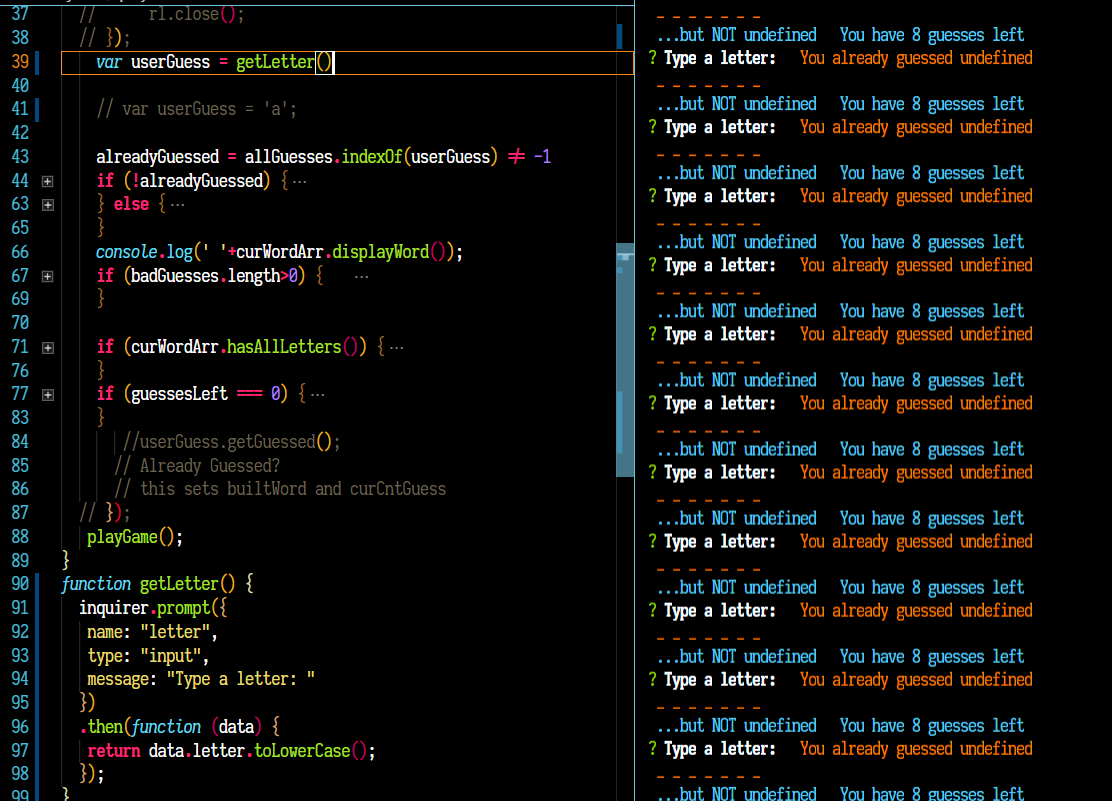 37 // rl.close();
38 // });
39 var userGuess = getLetter()
40
41 // var userGuess = 'a';
42
43 alreadyGuessed = allGuesses.indexOf(userGuess) ≠ -1
44 if (!alreadyGuessed) { ···
63 } else { ···
65 }
66 console.log(' '+curWordArr.displayWord());
67 if (badGuesses.length>0) { ···
69 }
70
71 if (curWordArr.hasAllLetters()) { ···
76 }
77 if (guessesLeft === 0) { ···
83 }
84 //userGuess.getGuessed();
85 // Already Guessed?
86 // this sets builtWord and curCntGuess
87 // });
88 playGame();
89 }
90 function getLetter() {
91 inquirer.prompt({
92 name: "letter",
93 type: "input",
94 message: "Type a letter: "
95 })
96 .then(function (data) {
97 return data.letter.toLowerCase();
98 });
99 }
_ _ _ _ _ _ _
...but NOT undefined You have 8 guesses left
? Type a letter: You already guessed undefined
_ _ _ _ _ _ _
...but NOT undefined You have 8 guesses left
? Type a letter: You already guessed undefined
_ _ _ _ _ _ _
...but NOT undefined You have 8 guesses left
? Type a letter: You already guessed undefined
_ _ _ _ _ _ _
...but NOT undefined You have 8 guesses left
? Type a letter: You already guessed undefined
_ _ _ _ _ _ _
...but NOT undefined You have 8 guesses left
? Type a letter: You already guessed undefined
_ _ _ _ _ _ _
...but NOT undefined You have 8 guesses left
? Type a letter: You already guessed undefined
_ _ _ _ _ _ _
...but NOT undefined You have 8 guesses left
? Type a letter: You already guessed undefined
_ _ _ _ _ _ _
...but NOT undefined You have 8 guesses left
? Type a letter: You already guessed undefined
_ _ _ _ _ _ _
...but NOT undefined You have 8 guesses left
? Type a letter: You already guessed undefined
_ _ _ _ _ _ _
...but NOT undefined You have 8 guesses left
? Type a letter: You already guessed undefined
_ _ _ _ _ _ _
...but NOT undefined You have 8 guesses left
? Type a letter: You already guessed undefined
_ _ _ _ _ _ _
...but NOT undefined You have 8 guesses left